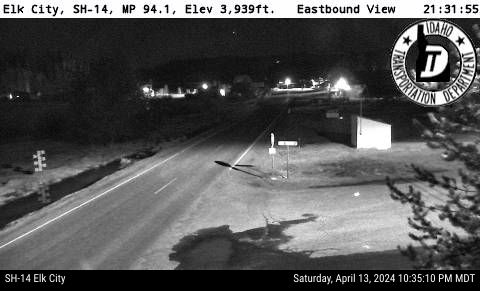 Elk City, SH-14, MP 94.1, Elev 3,939ft. Eastbound View 21:31:55
IDAHO
TRANSPORTATION DEPARTMENT
SH-14 Elk City
Saturday, April 13, 2024 10:35:10 PM MDT